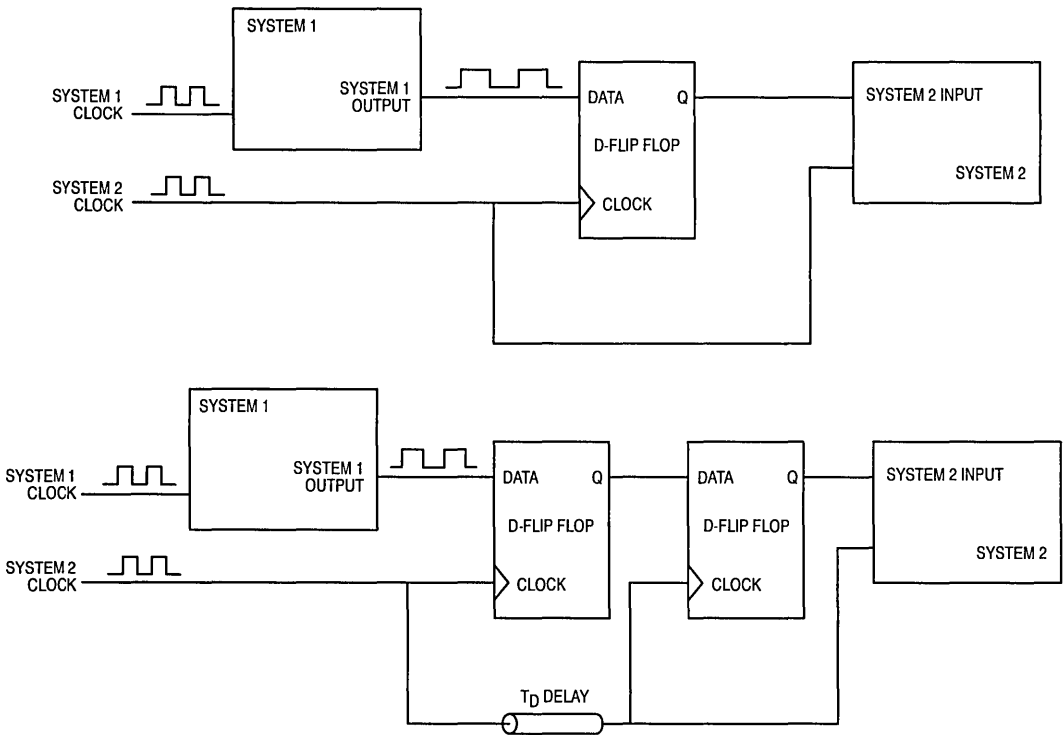 SYSTEM 1
SYSTEM 1
OUTPUT
SYSTEM 1
CLOCK
SYSTEM 2
CLOCK
DATA Q
D-FLIP FLOP
CLOCK
SYSTEM 2 INPUT
SYSTEM 2
SYSTEM 1
SYSTEM 1
OUTPUT
SYSTEM 1
CLOCK
SYSTEM 2
CLOCK
DATA Q
D-FLIP FLOP
CLOCK
DATA Q
D-FLIP FLOP
CLOCK
SYSTEM 2 INPUT
SYSTEM 2
TD DELAY